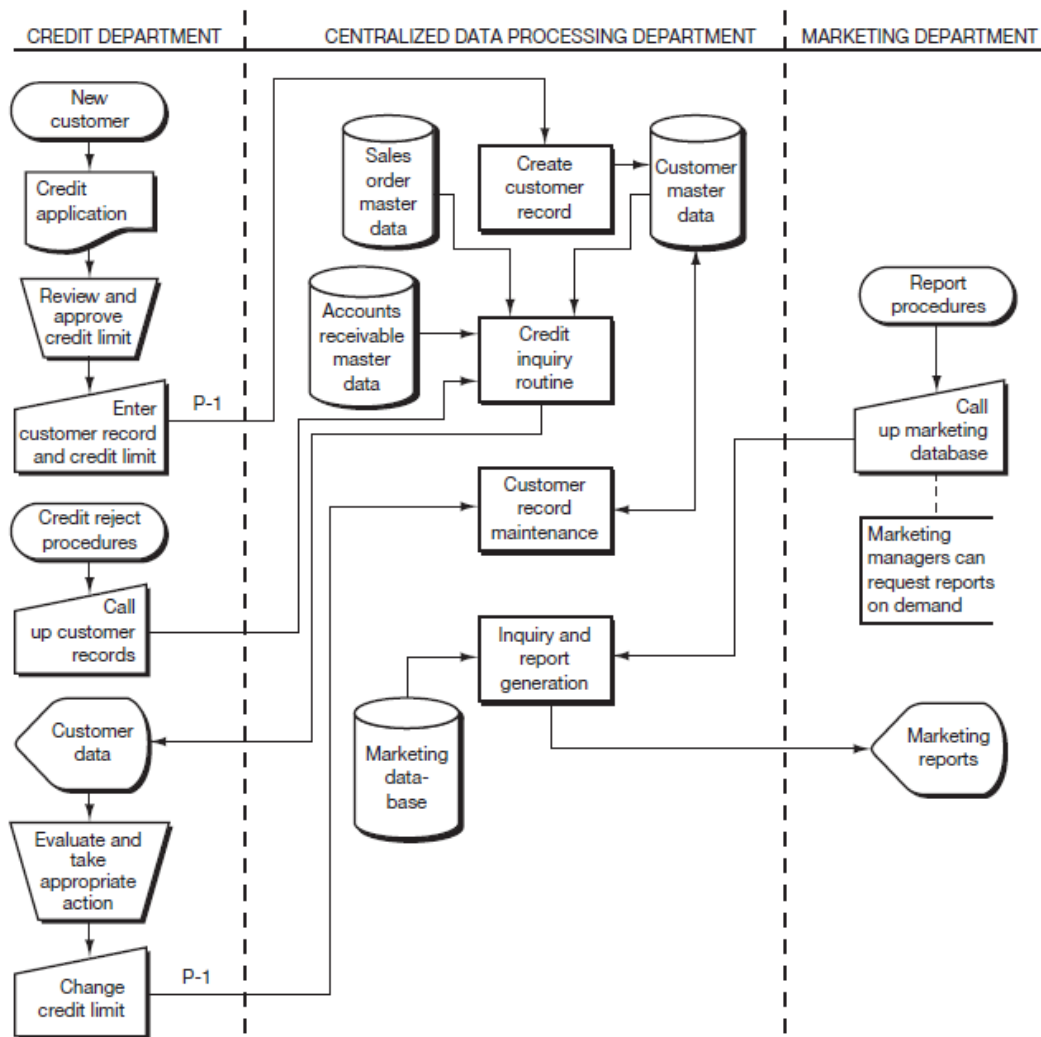 CREDIT DEPARTMENT
CENTRALIZED DATA PROCESSING DEPARTMENT
MARKETING DEPARTMENT
New
customer
Credit
application
Review and
approve
credit limit
Enter
customer record
and credit limit
P-1
Credit reject
procedures
Call
up customer
records
Customer
data
Evaluate and
take
appropriate
action
Change
credit limit
P-1
Sales
order
master
data
Create
customer
record
Customer
master
data
Accounts
receivable
master
data
Credit
inquiry
routine
Customer
record
maintenance
Inquiry and
report
generation
Marketing
data-
base
Report
procedures
Call
up marketing
database
Marketing
managers can
request reports
on demand
Marketing
reports